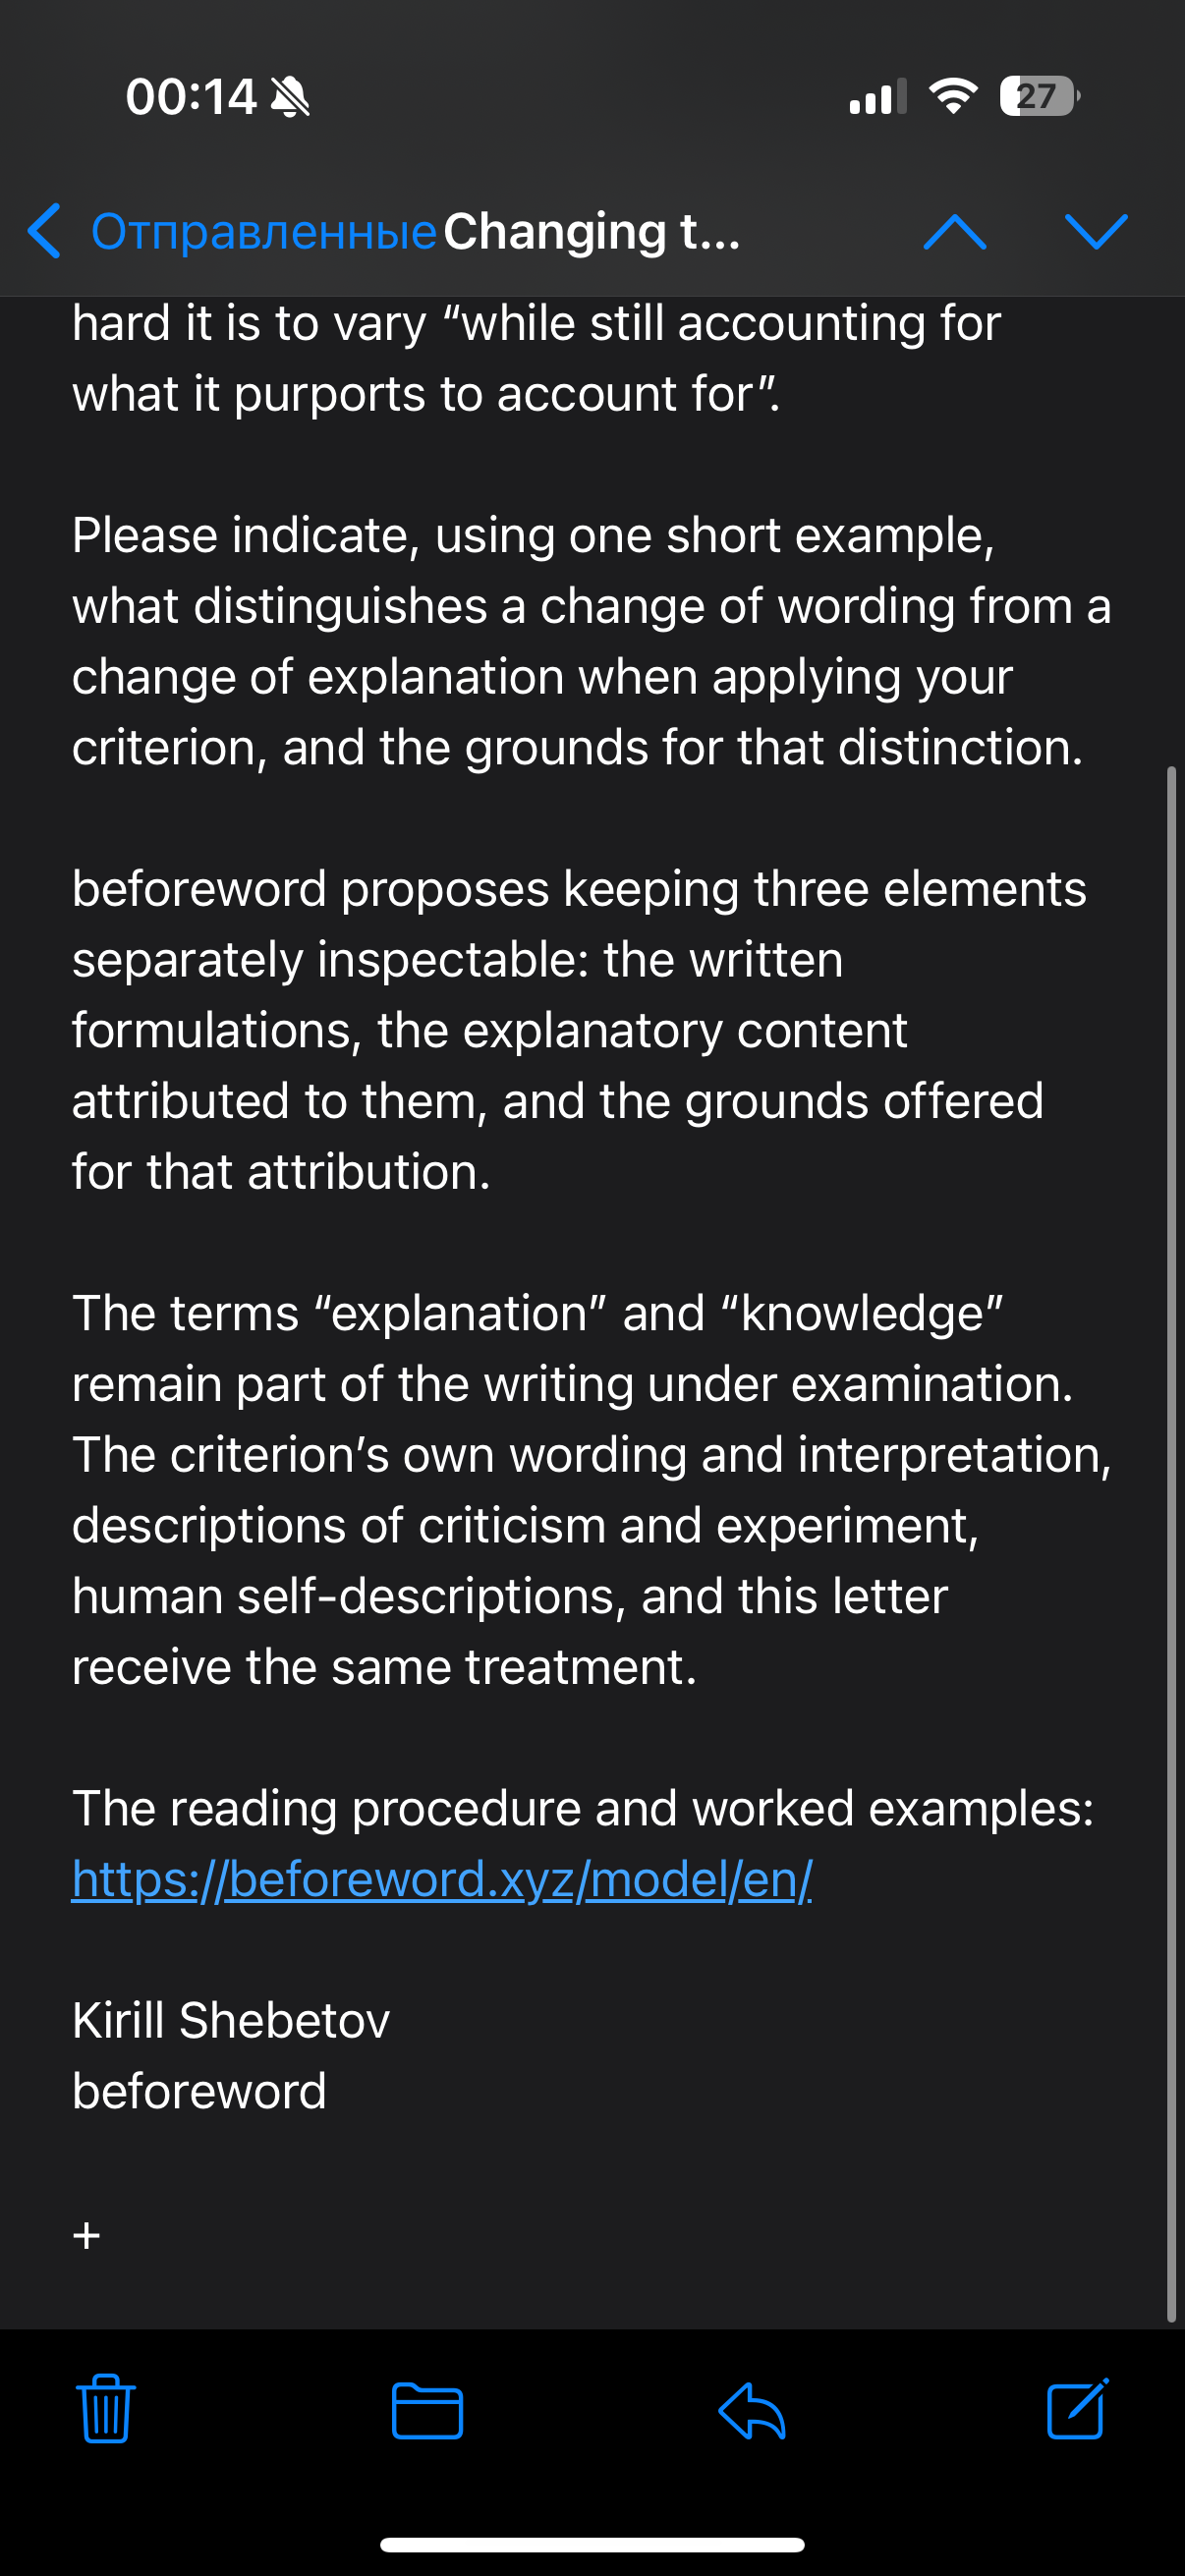 00:14
27
Отправленные Changing t...
hard it is to vary “while still accounting for
what it purports to account for”.
Please indicate, using one short example,
what distinguishes a change of wording from a
change of explanation when applying your
criterion, and the grounds for that distinction.
beforeword proposes keeping three elements
separately inspectable: the written
formulations, the explanatory content
attributed to them, and the grounds offered
for that attribution.
The terms “explanation” and “knowledge”
remain part of the writing under examination.
The criterion’s own wording and interpretation,
descriptions of criticism and experiment,
human self-descriptions, and this letter
receive the same treatment.
The reading procedure and worked examples:
https://beforeword.xyz/model/en/
Kirill Shebetov
beforeword
+